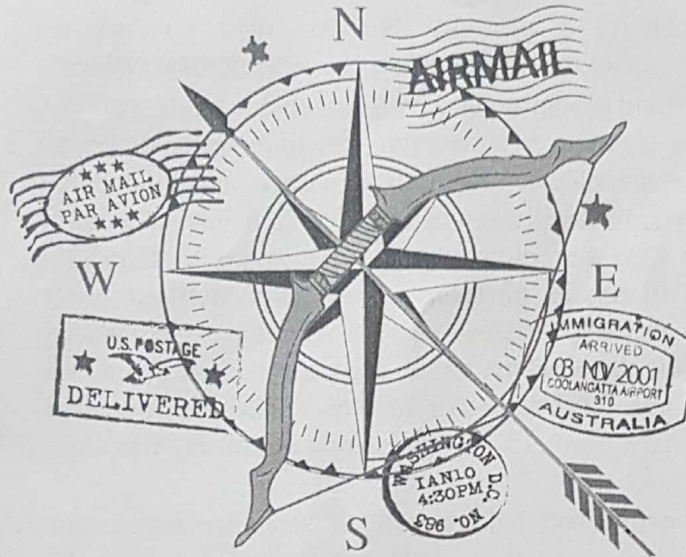 N
AIRMAIL
AIR MAIL
PAR AVION
W
E
U.S. POSTAGE
DELIVERED
IMMIGRATION
ARRIVED
03 NOV 2001
COOLANGATTA AIRPORT
310
AUSTRALIA
WASHINGTON D.C.
IAN10
4:30PM
NO. 983
S